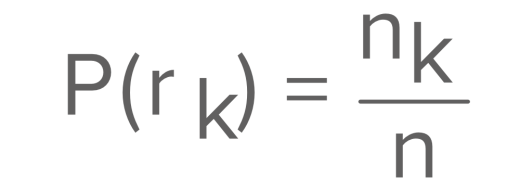 P(r k) = nk
n